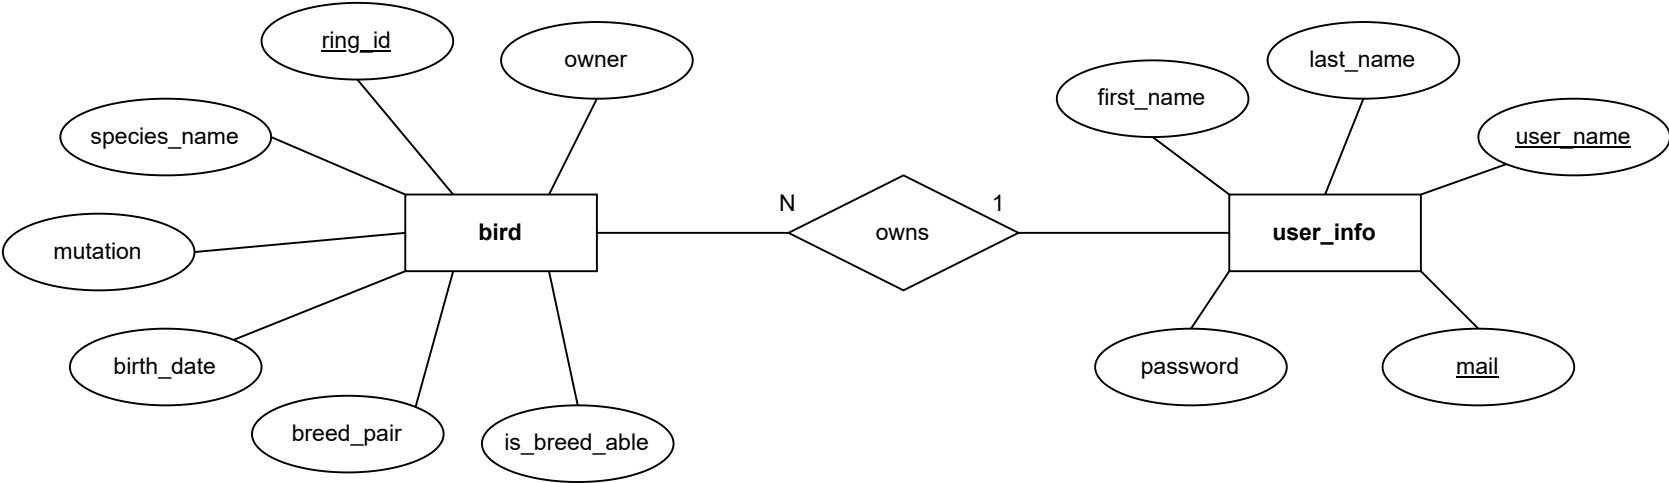 ring_id
owner
last_name
first_name
species_name
user_name
N
1
bird
owns
user_info
mutation
birth_date
password
mail
breed_pair
is_breed_able